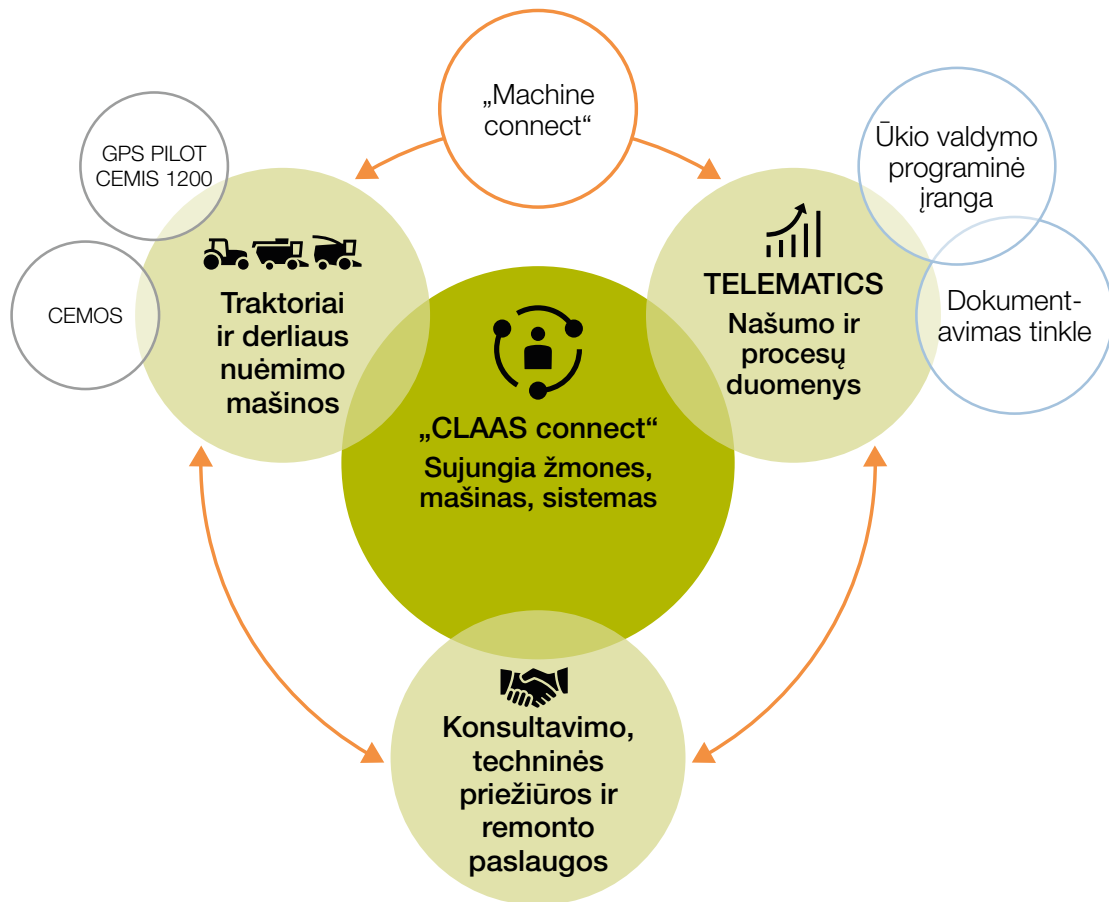 „Machine
connect“
GPS PILOT
CEMIS 1200
CEMOS
Ūkio valdymo
programinė
įranga
Dokument-
avimas tinkle
Traktoriai
ir derliaus
nuėmimo
mašinos
TELEMATICS
Našumo ir
procesų
duomenys
„CLAAS connect“
Sujungia žmones,
mašinas, sistemas
Konsultavimo,
techninės
priežiūros ir
remonto
paslaugos